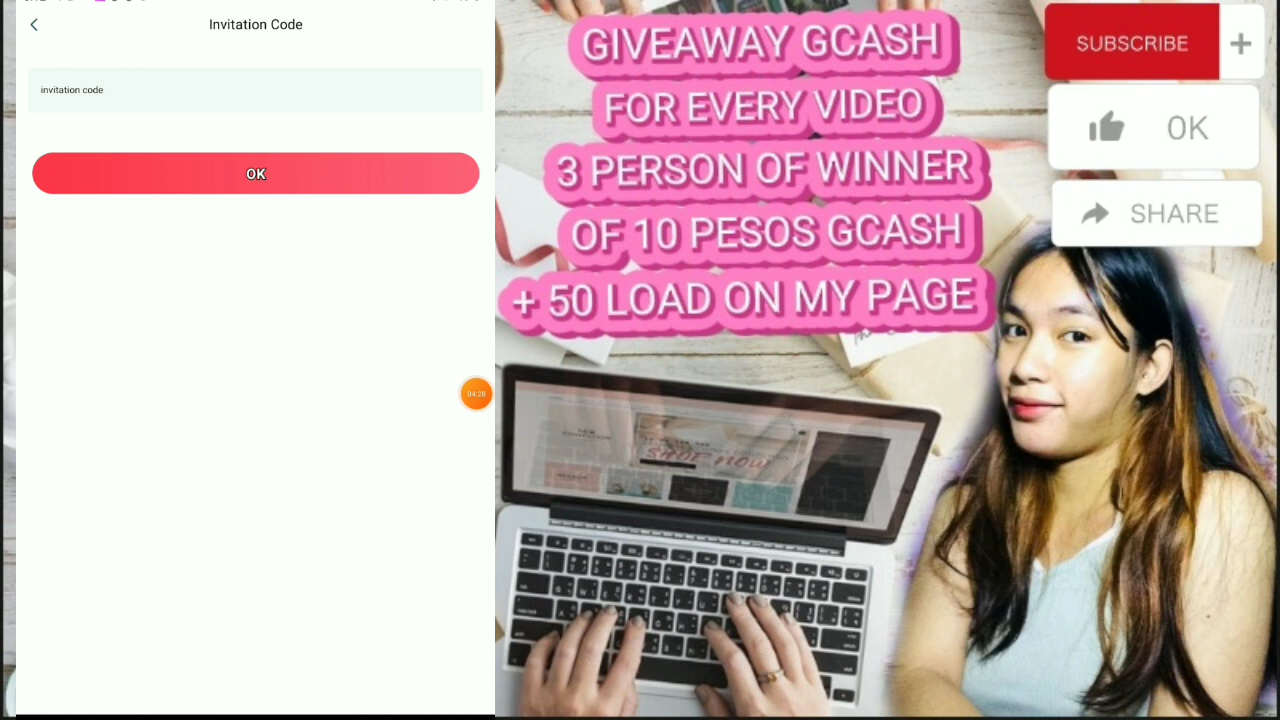 Invitation Code
invitation code
OK
04:28
GIVEAWAY GCASH
FOR EVERY VIDEO
3 PERSON OF WINNER
OF 10 PESOS GCASH
+ 50 LOAD ON MY PAGE
SUBSCRIBE +
OK
SHARE
SHOP NOW